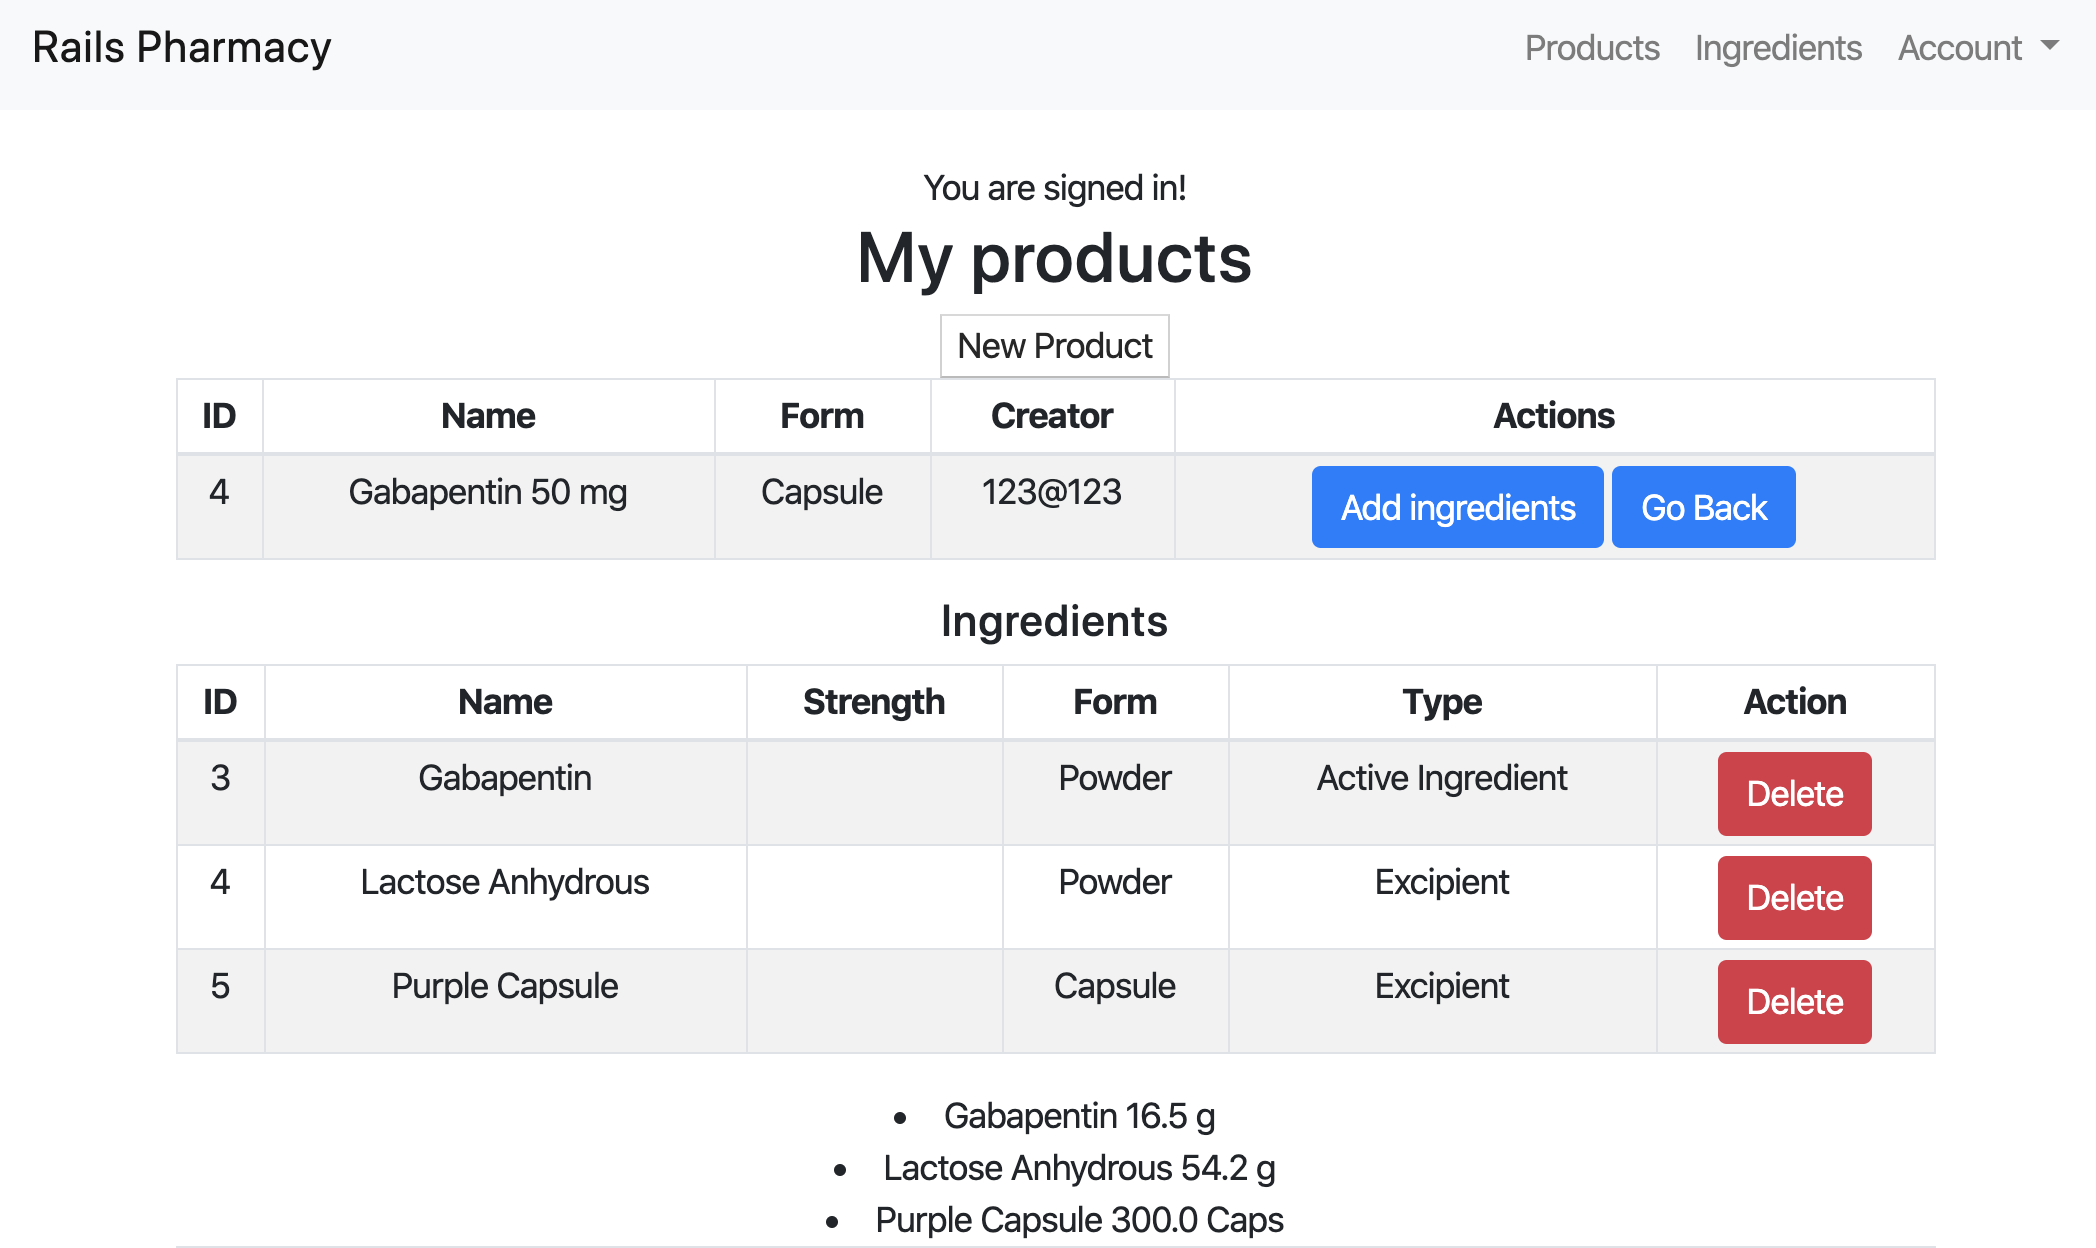 Rails Pharmacy Products Ingredients Account
You are signed in!
My products
New Product
ID Name Form Creator Actions
4 Gabapentin 50 mg Capsule 123@123 Add ingredients Go Back
Ingredients
ID Name Strength Form Type Action
3 Gabapentin Powder Active Ingredient Delete
4 Lactose Anhydrous Powder Excipient Delete
5 Purple Capsule Capsule Excipient Delete
• Gabapentin 16.5 g
• Lactose Anhydrous 54.2 g
• Purple Capsule 300.0 Caps